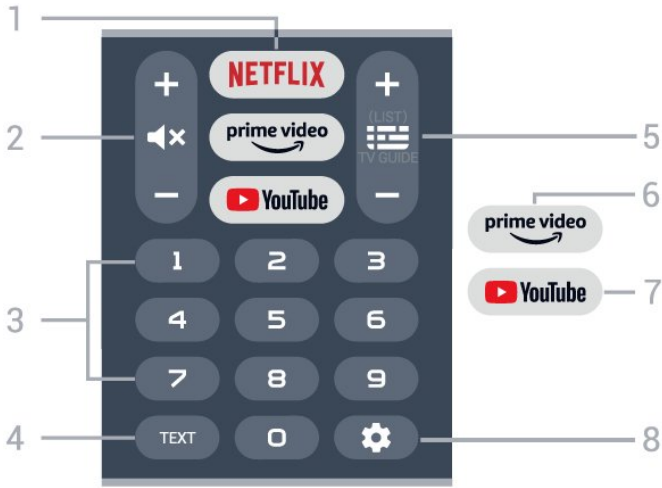 1
NETFLIX
+ +
2
prime video
(LIST)
TV GUIDE
5
6
prime video
- -
YouTube
YouTube
7
3
1 2 3
4 5 6
7 8 9
4
TEXT 0
8